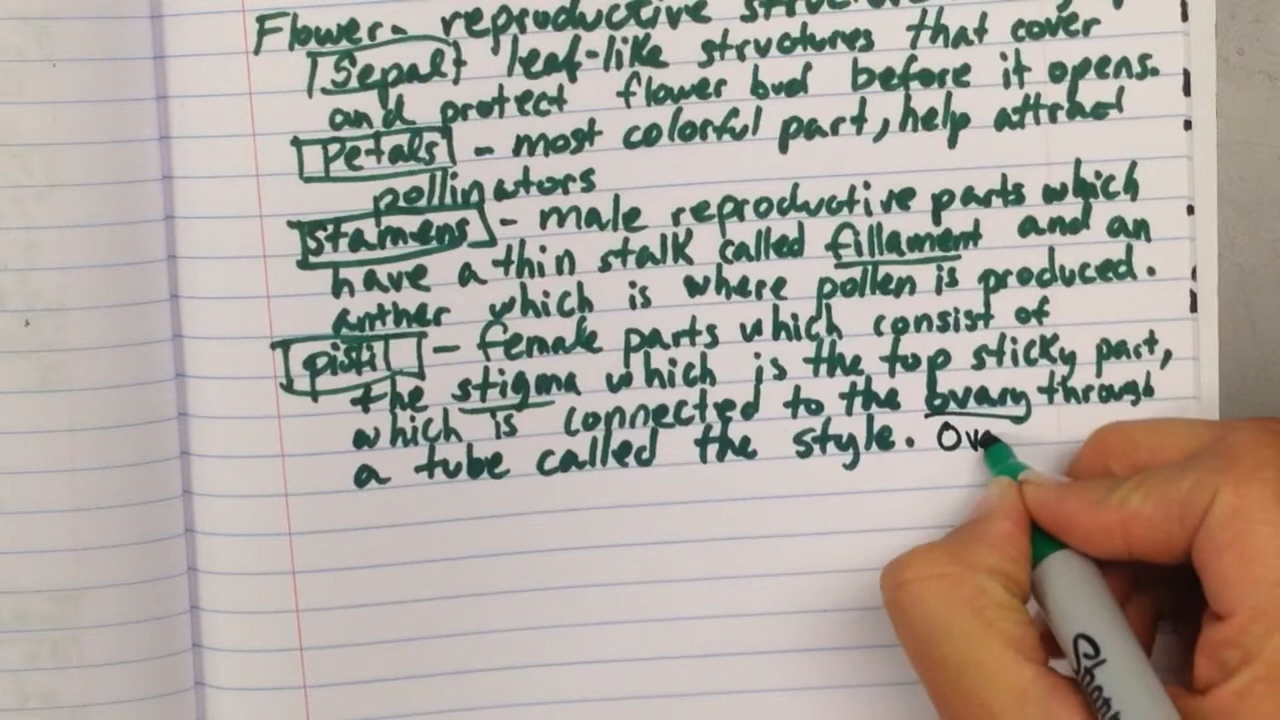 Flower- reproductive
Sepal leaf-like structures that cover
and protect flower bud before it opens.
Petals - most colorful part, help attract
pollinators
Stamens - male reproductive parts which
have a thin stalk called fillament and an
anther which is where pollen is produced.
pistil - female parts which consist of
the stigma which is the top sticky part,
which is connected to the ovary through
a tube called the style. Ova